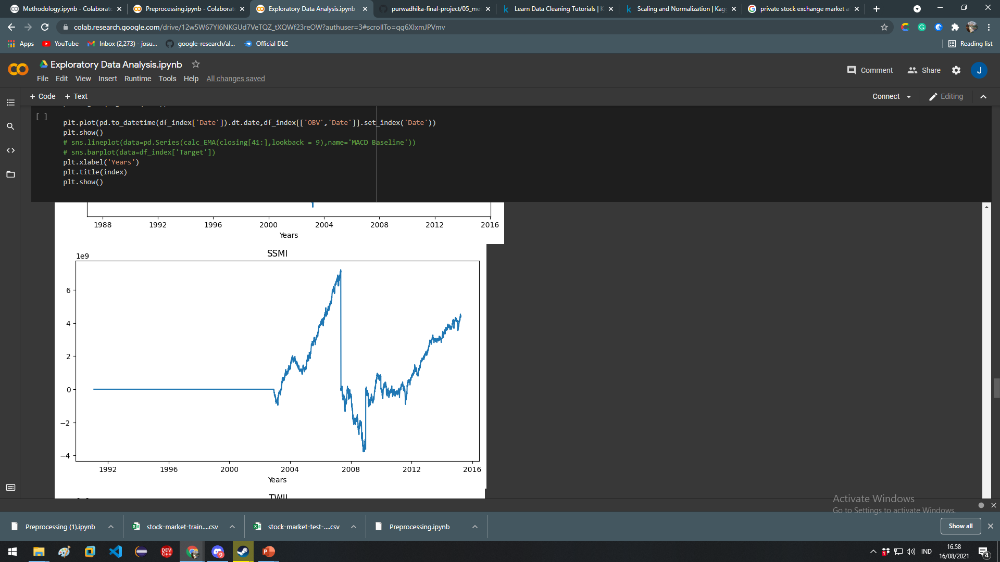 Methodology.ipynb - Colaborato
Preprocessing.ipynb - Colaborat
Exploratory Data Analysis.ipynb
purwadhika-final-project/05_me
Learn Data Cleaning Tutorials | K
Scaling and Normalization | Kagg
private stock exchange market a
colab.research.google.com/drive/12w5W67Yl6NKGUd7VeTQZ_tXQWf23reOW?authuser=3#scrollTo=qg6XlxmJPVmv
Apps
YouTube
Inbox (2,273) - josu...
google-research/al...
Official DLC
Reading list
Exploratory Data Analysis.ipynb
Comment
Share
J
File Edit View Insert Runtime Tools Help All changes saved
+ Code + Text
Connect
Editing
[ ]
plt.plot(pd.to_datetime(df_index['Date']).dt.date,df_index[['OBV','Date']].set_index('Date'))
plt.show()
# sns.lineplot(data=pd.Series(calc_EMA(closing[41:],lookback = 9),name='MACD Baseline'))
# sns.barplot(data=df_index['Target'])
plt.xlabel('Years')
plt.title(index)
plt.show()
1988 1992 1996 2000 2004 2008 2012 2016
Years
SSMI
1e9
6
4
2
0
−2
−4
1992 1996 2000 2004 2008 2012 2016
Years
TWII
Activate Windows
Go to Settings to activate Windows.
Preprocessing (1).ipynb
stock-market-train....csv
stock-market-test-....csv
Preprocessing.ipynb
Show all
DEV
C++
9
P
1
IND
16.58
16/08/2021
4